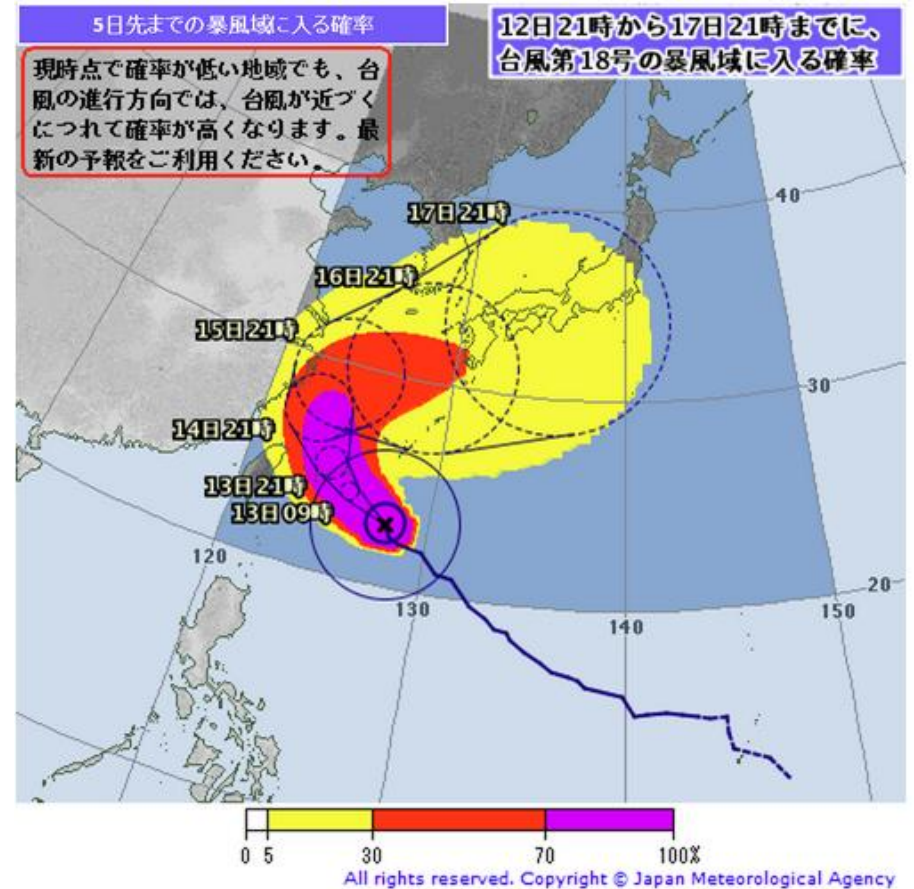 5日先までの暴風域に入る確率
12日21時から17日21時までに、
台風第18号の暴風域に入る確率
現時点で確率が低い地域でも、台
風の進行方向では、台風が近づく
につれて確率が高くなります。最
新の予報をご利用ください。
40
17日21時
16日21時
15日21時
30
14日21時
13日21時
13日09時
120
20
130
140
150
0 5 30 70 100%
All rights reserved. Copyright © Japan Meteorological Agency